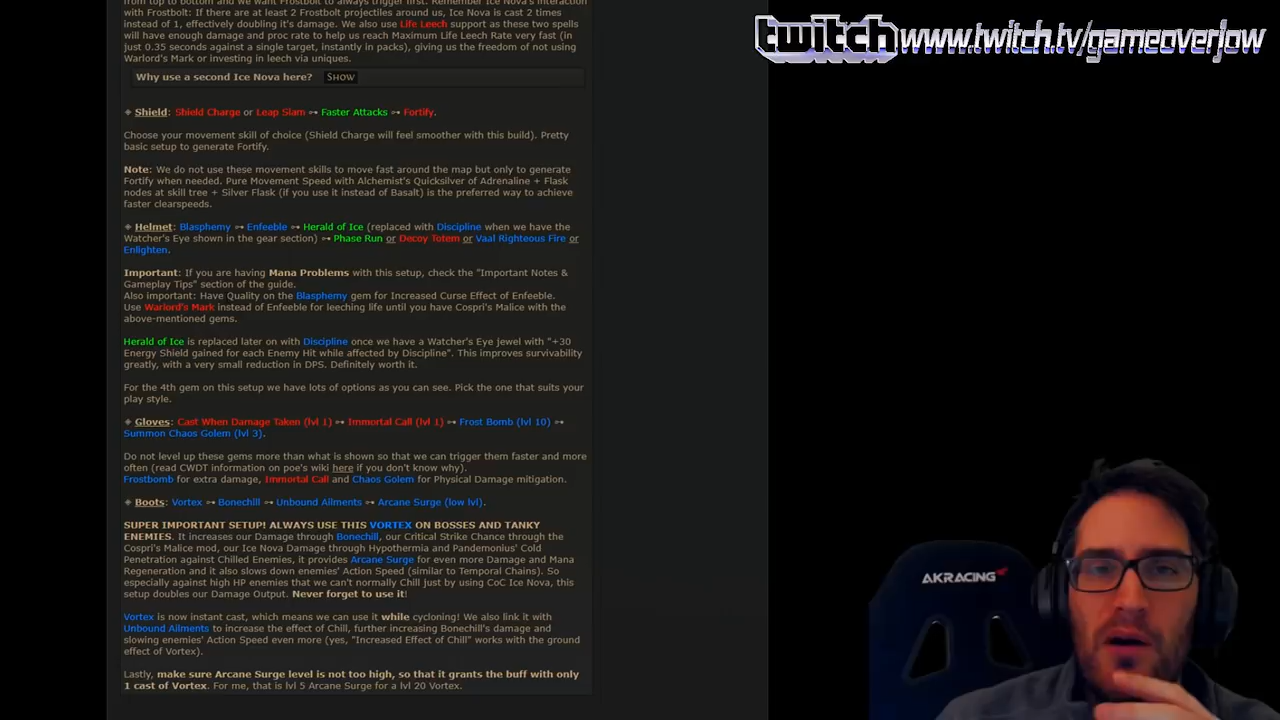 from top to bottom and we want Frostbolt to always trigger first. Remember Ice Nova's interaction
with Frostbolt: If there are at least 2 Frostbolt projectiles around us, Ice Nova is cast 2 times
instead of 1, effectively doubling it's damage. We also use Life Leech support as these two spells
will have enough damage and proc rate to help us reach Maximum Life Leech Rate very fast (in
just 0.35 seconds against a single target, instantly in packs), giving us the freedom of not using
Warlord's Mark or investing in leech via uniques.
Why use a second Ice Nova here? SHOW
Shield: Shield Charge or Leap Slam Faster Attacks Fortify.
Choose your movement skill of choice (Shield Charge will feel smoother with this build). Pretty
basic setup to generate Fortify.
Note: We do not use these movement skills to move fast around the map but only to generate
Fortify when needed. Pure Movement Speed with Alchemist's Quicksilver of Adrenaline + Flask
nodes at skill tree + Silver Flask (if you use it instead of Basalt) is the preferred way to achieve
faster clearspeeds.
Helmet: Blasphemy Enfeeble Herald of Ice (replaced with Discipline when we have the
Watcher's Eye shown in the gear section) Phase Run or Decoy Totem or Vaal Righteous Fire or
Enlighten.
Important: If you are having Mana Problems with this setup, check the "Important Notes &
Gameplay Tips" section of the guide.
Also important: Have Quality on the Blasphemy gem for Increased Curse Effect of Enfeeble.
Use Warlord's Mark instead of Enfeeble for leeching life until you have Cospri's Malice with the
above-mentioned gems.
Herald of Ice is replaced later on with Discipline once we have a Watcher's Eye jewel with "+30
Energy Shield gained for each Enemy Hit while affected by Discipline". This improves survivability
greatly, with a very small reduction in DPS. Definitely worth it.
For the 4th gem on this setup we have lots of options as you can see. Pick the one that suits your
play style.
Gloves: Cast When Damage Taken (lvl 1) Immortal Call (lvl 1) Frost Bomb (lvl 10)
Summon Chaos Golem (lvl 3).
Do not level up these gems more than what is shown so that we can trigger them faster and more
often (read CWDT information on poe's wiki here if you don't know why).
Frostbomb for extra damage, Immortal Call and Chaos Golem for Physical Damage mitigation.
Boots: Vortex Bonechill Unbound Ailments Arcane Surge (low lvl).
SUPER IMPORTANT SETUP! ALWAYS USE THIS VORTEX ON BOSSES AND TANKY
ENEMIES. It increases our Damage through Bonechill, our Critical Strike Chance through the
Cospri's Malice mod, our Ice Nova Damage through Hypothermia and Pandemonius' Cold
Penetration against Chilled Enemies, it provides Arcane Surge for even more Damage and Mana
Regeneration and it also slows down enemies' Action Speed (similar to Temporal Chains). So
especially against high HP enemies that we can't normally Chill just by using CoC Ice Nova, this
setup doubles our Damage Output. Never forget to use it!
Vortex is now instant cast, which means we can use it while cycloning! We also link it with
Unbound Ailments to increase the effect of Chill, further increasing Bonechill's damage and
slowing enemies' Action Speed even more (yes, "Increased Effect of Chill" works with the ground
effect of Vortex).
Lastly, make sure Arcane Surge level is not too high, so that it grants the buff with only
1 cast of Vortex. For me, that is lvl 5 Arcane Surge for a lvl 20 Vortex.
twitch www.twitch.tv/gameoverjow
AKRACING